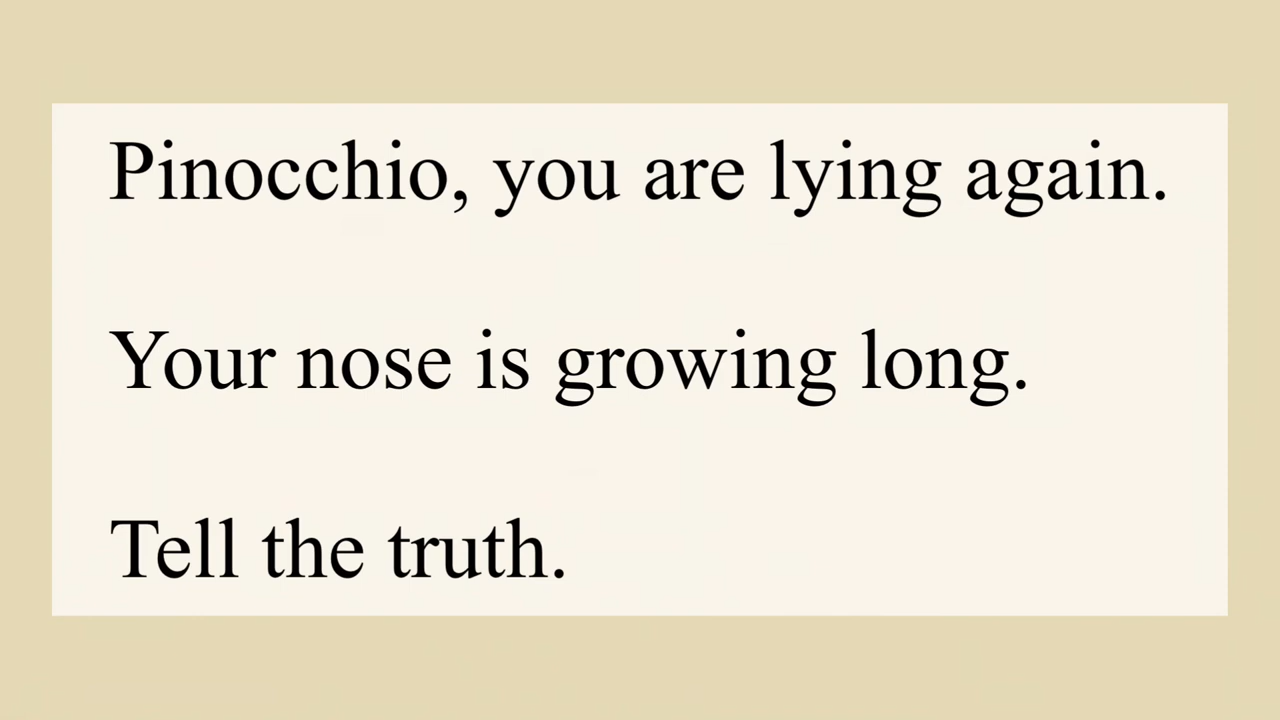 Pinocchio, you are lying again.
Your nose is growing long.
Tell the truth.